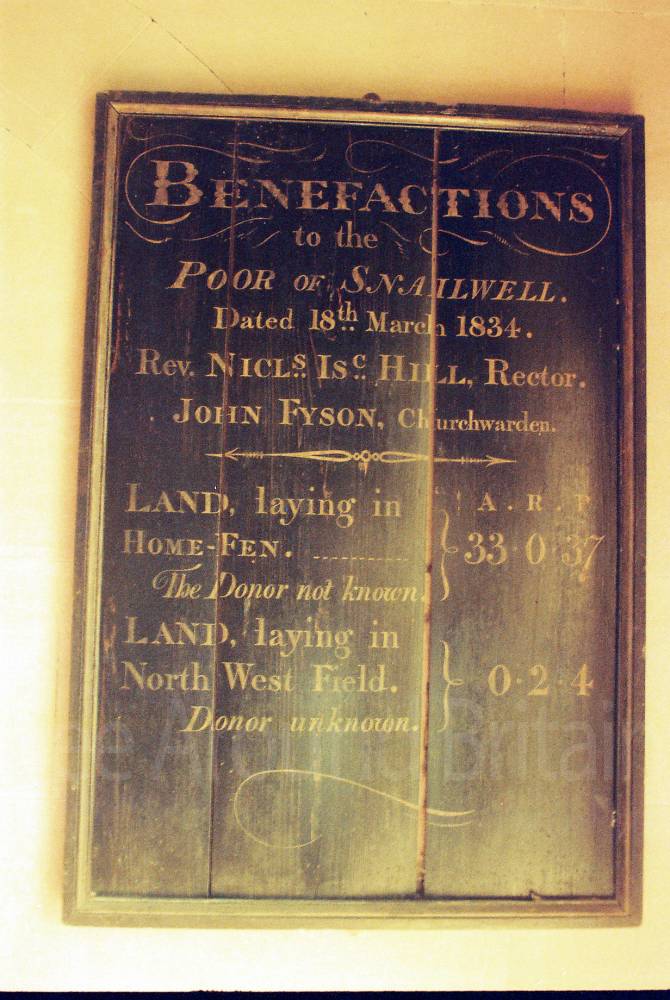 BENEFACTIONS
to the
POOR OF SNAILWELL.
Dated 18th March 1834.
Rev. NICLS ISC HILL, Rector.
JOHN FYSON, Churchwarden.
LAND, laying in A. R. P
HOME-FEN. 33·0·37
The Donor not known.
LAND, laying in
North West Field. 0·2·4
Donor unknown.